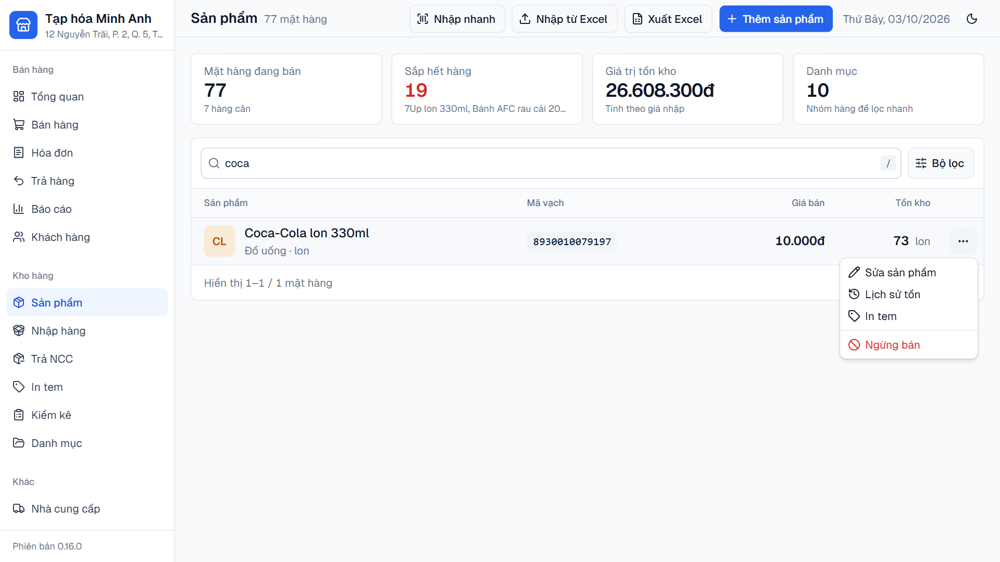 Tạp hóa Minh Anh
12 Nguyễn Trãi, P. 2, Q. 5, T...
Bán hàng
Tổng quan
Bán hàng
Hóa đơn
Trả hàng
Báo cáo
Khách hàng
Kho hàng
Sản phẩm
Nhập hàng
Trả NCC
In tem
Kiểm kê
Danh mục
Khác
Nhà cung cấp
Phiên bản 0.16.0
Sản phẩm 77 mặt hàng
Nhập nhanh
Nhập từ Excel
Xuất Excel
+ Thêm sản phẩm
Thứ Bảy, 03/10/2026
Mặt hàng đang bán
77
7 hàng cân
Sắp hết hàng
19
7Up lon 330ml, Bánh AFC rau cải 20...
Giá trị tồn kho
26.608.300đ
Tính theo giá nhập
Danh mục
10
Nhóm hàng để lọc nhanh
coca /
Bộ lọc
Sản phẩm Mã vạch Giá bán Tồn kho
CL
Coca-Cola lon 330ml
Đồ uống · lon
8930010079197
10.000đ
73 lon
Sửa sản phẩm
Lịch sử tồn
In tem
Ngừng bán
Hiển thị 1–1 / 1 mặt hàng